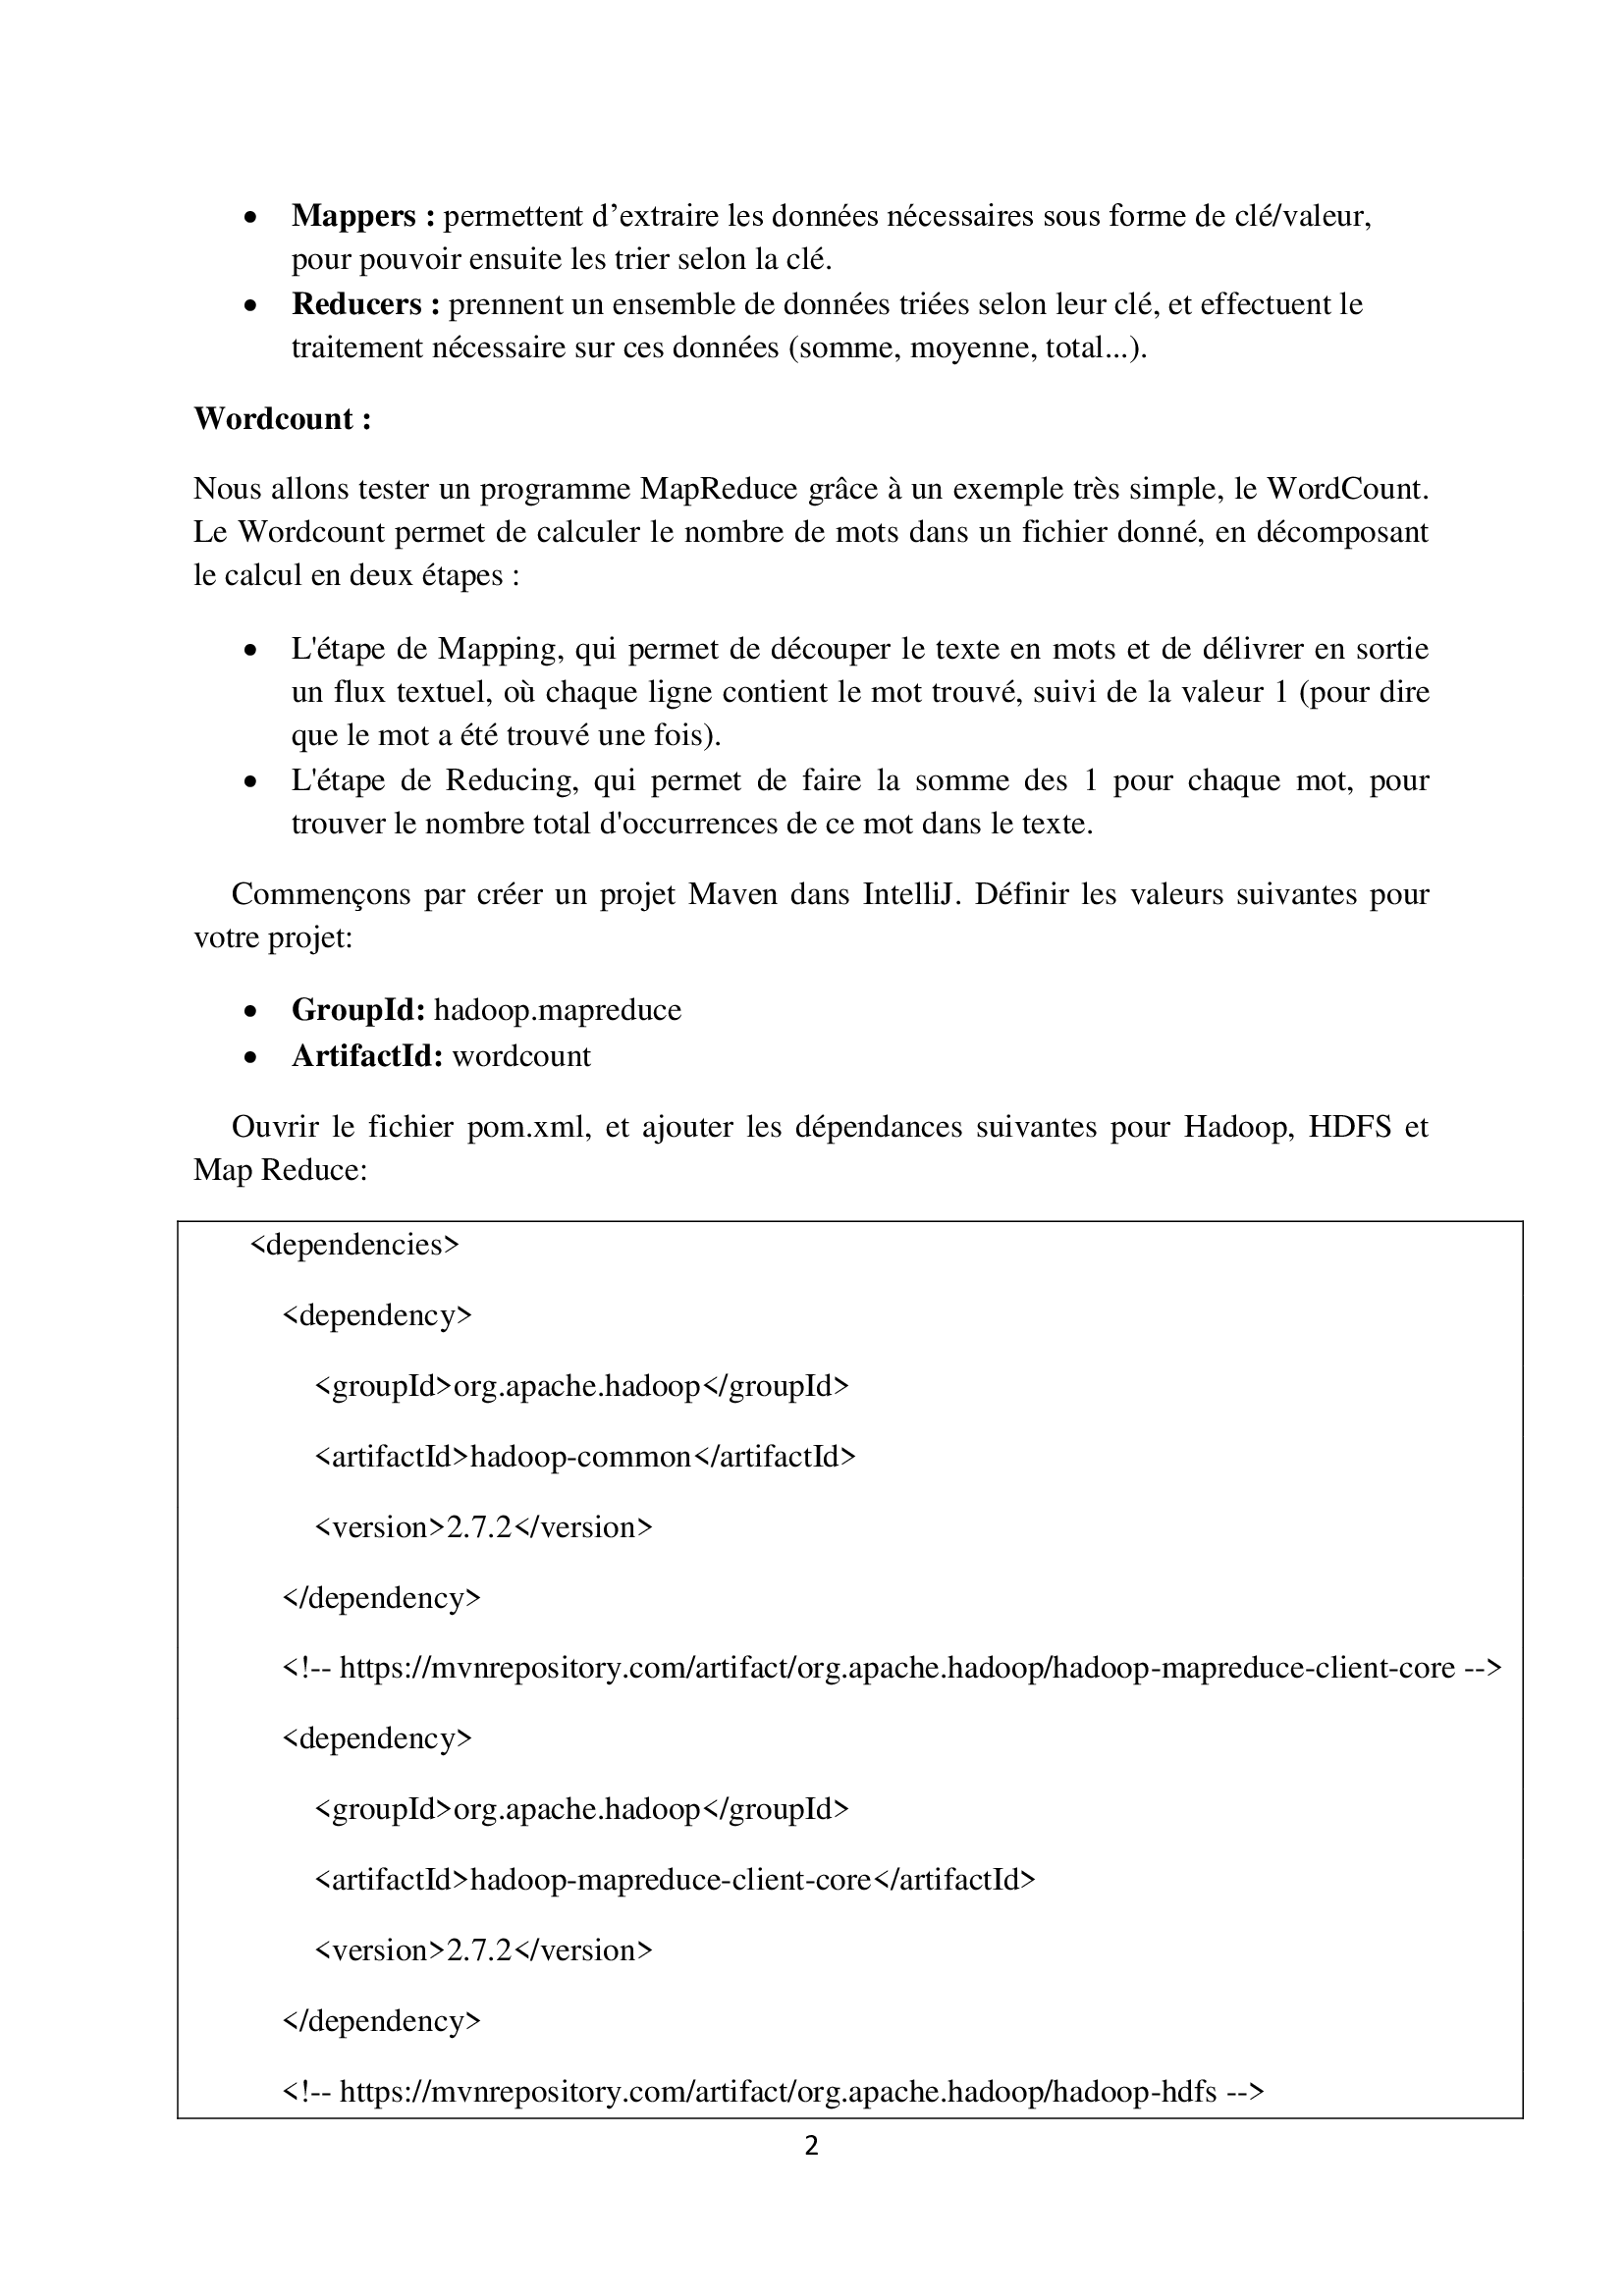 • Mappers : permettent d’extraire les données nécessaires sous forme de clé/valeur,
pour pouvoir ensuite les trier selon la clé.
• Reducers : prennent un ensemble de données triées selon leur clé, et effectuent le
traitement nécessaire sur ces données (somme, moyenne, total...).
Wordcount :
Nous allons tester un programme MapReduce grâce à un exemple très simple, le WordCount.
Le Wordcount permet de calculer le nombre de mots dans un fichier donné, en décomposant
le calcul en deux étapes :
• L'étape de Mapping, qui permet de découper le texte en mots et de délivrer en sortie
un flux textuel, où chaque ligne contient le mot trouvé, suivi de la valeur 1 (pour dire
que le mot a été trouvé une fois).
• L'étape de Reducing, qui permet de faire la somme des 1 pour chaque mot, pour
trouver le nombre total d'occurrences de ce mot dans le texte.
Commençons par créer un projet Maven dans IntelliJ. Définir les valeurs suivantes pour
votre projet:
• GroupId: hadoop.mapreduce
• ArtifactId: wordcount
Ouvrir le fichier pom.xml, et ajouter les dépendances suivantes pour Hadoop, HDFS et
Map Reduce:
<dependencies>
<dependency>
<groupId>org.apache.hadoop</groupId>
<artifactId>hadoop-common</artifactId>
<version>2.7.2</version>
</dependency>
<!-- https://mvnrepository.com/artifact/org.apache.hadoop/hadoop-mapreduce-client-core -->
<dependency>
<groupId>org.apache.hadoop</groupId>
<artifactId>hadoop-mapreduce-client-core</artifactId>
<version>2.7.2</version>
</dependency>
<!-- https://mvnrepository.com/artifact/org.apache.hadoop/hadoop-hdfs -->
2